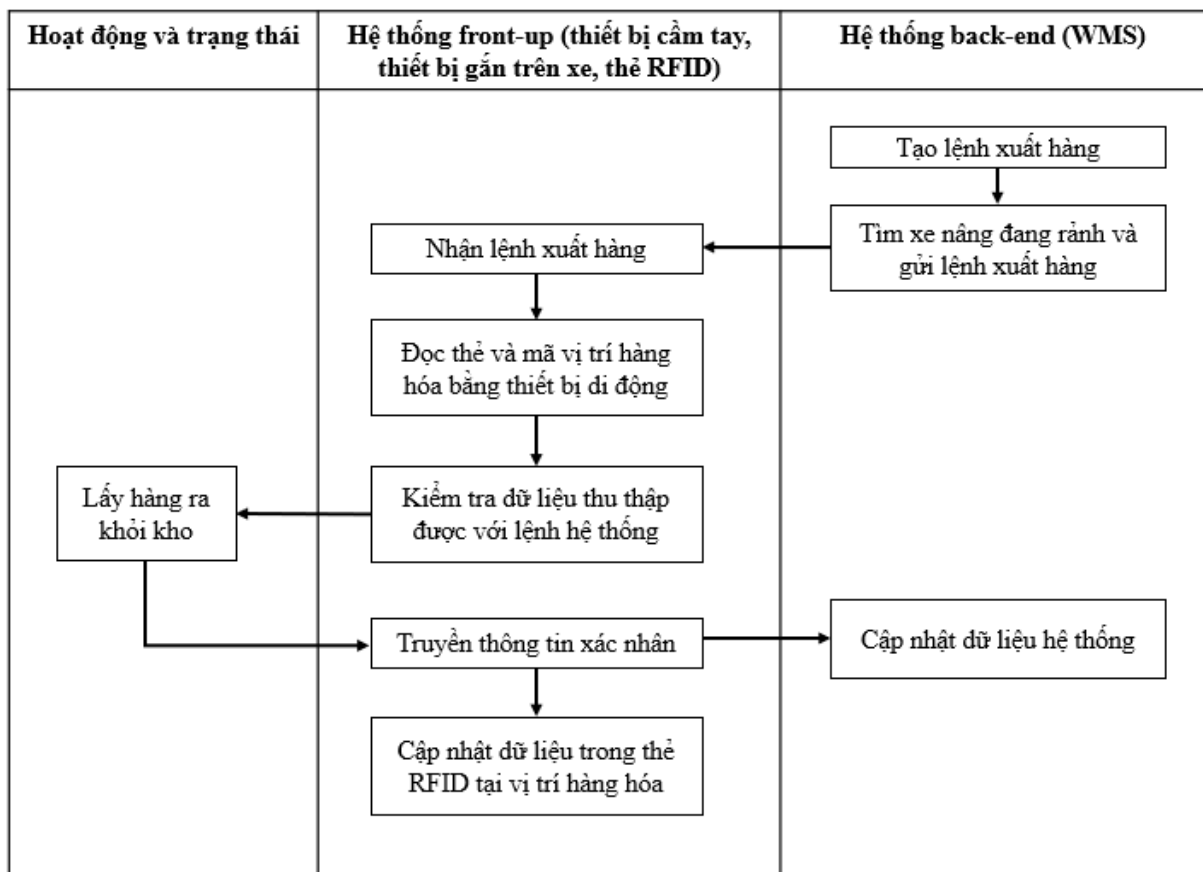 Hoạt động và trạng thái
Hệ thống front-up (thiết bị cầm tay,
thiết bị gắn trên xe, thẻ RFID)
Hệ thống back-end (WMS)
Tạo lệnh xuất hàng
Tìm xe nâng đang rảnh và
gửi lệnh xuất hàng
Nhận lệnh xuất hàng
Đọc thẻ và mã vị trí hàng
hóa bằng thiết bị di động
Kiểm tra dữ liệu thu thập
được với lệnh hệ thống
Lấy hàng ra
khỏi kho
Truyền thông tin xác nhận
Cập nhật dữ liệu hệ thống
Cập nhật dữ liệu trong thẻ
RFID tại vị trí hàng hóa